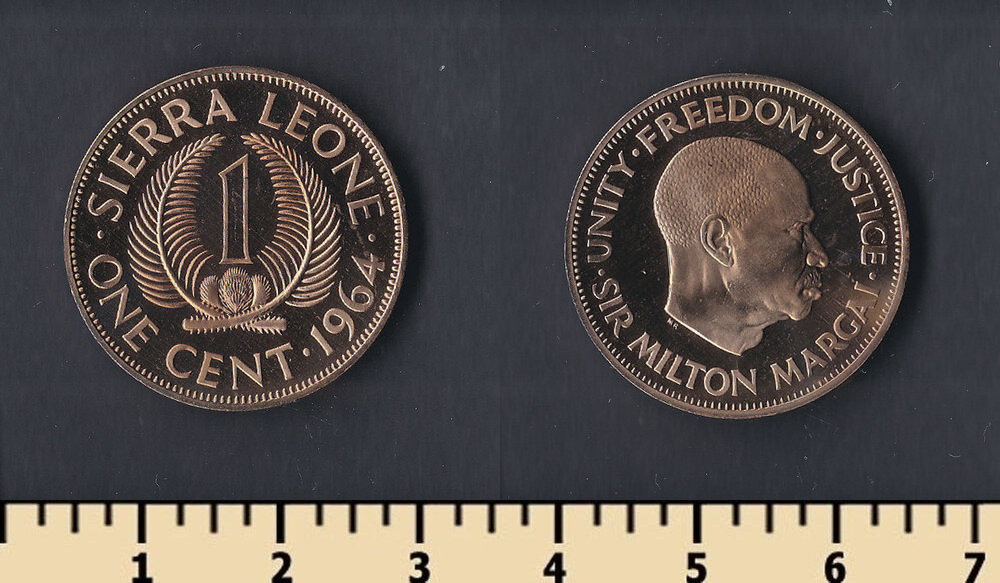 · SIERRA LEONE ·
ONE CENT · 1964
· UNITY · FREEDOM · JUSTICE ·
SIR MILTON MARGAI
1
1 2 3 4 5 6 7